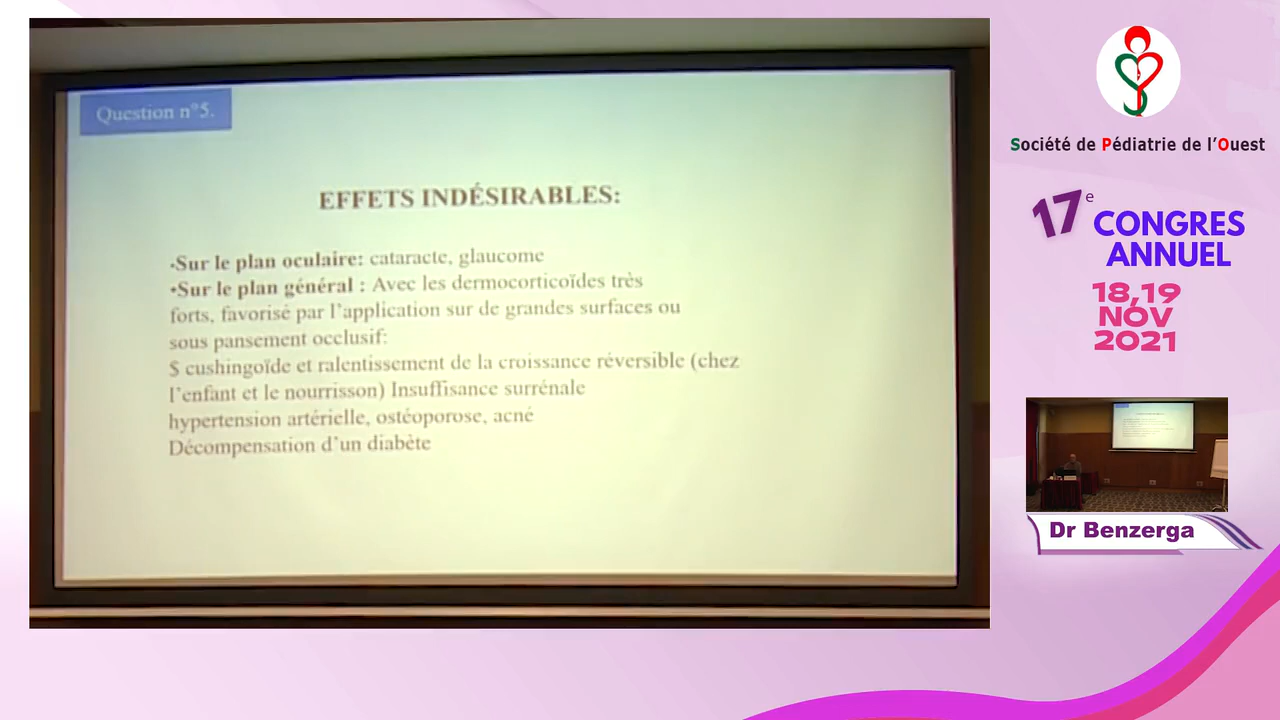 Question n°5.
EFFETS INDÉSIRABLES:
•Sur le plan oculaire: cataracte, glaucome
•Sur le plan général : Avec les dermocorticoïdes très
forts, favorisé par l'application sur de grandes surfaces ou
sous pansement occlusif:
$ cushingoïde et ralentissement de la croissance réversible (chez
l'enfant et le nourrisson) Insuffisance surrénale
hypertension artérielle, ostéoporose, acné
Décompensation d'un diabète
Société de Pédiatrie de l'Ouest
17e CONGRES
ANNUEL
18,19
NOV
2021
Dr Benzerga